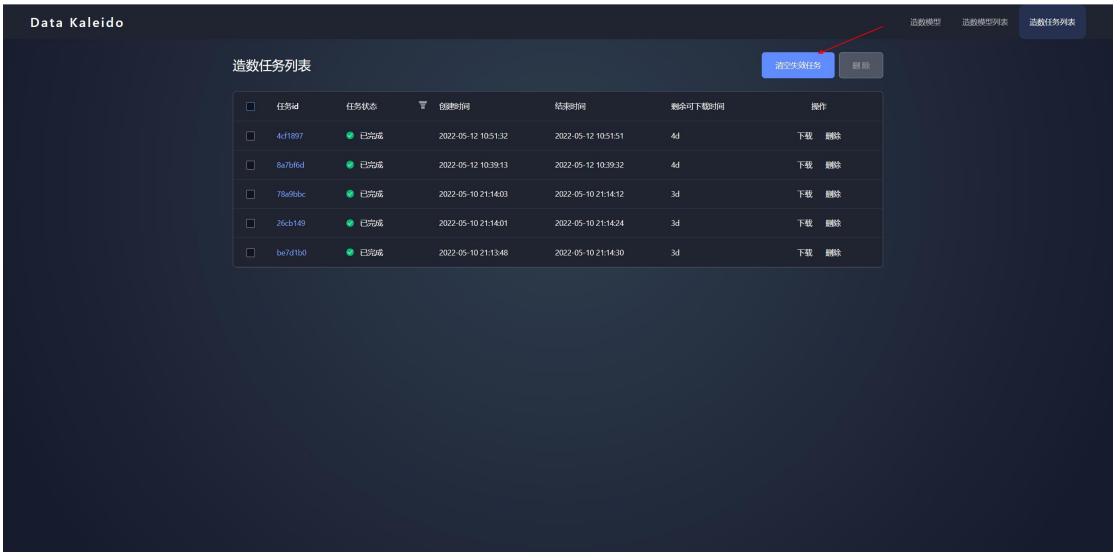 Data Kaleido 造数模型 造数模型列表 造数任务列表
造数任务列表 清空失效任务 删除
任务id 任务状态 创建时间 结束时间 剩余可下载时间 操作
4cf1897 已完成 2022-05-12 10:51:32 2022-05-12 10:51:51 4d 下载 删除
8a7bf6d 已完成 2022-05-12 10:39:13 2022-05-12 10:39:32 4d 下载 删除
78a9bbc 已完成 2022-05-10 21:14:03 2022-05-10 21:14:12 3d 下载 删除
26cb149 已完成 2022-05-10 21:14:01 2022-05-10 21:14:24 3d 下载 删除
be7d1b0 已完成 2022-05-10 21:13:48 2022-05-10 21:14:30 3d 下载 删除